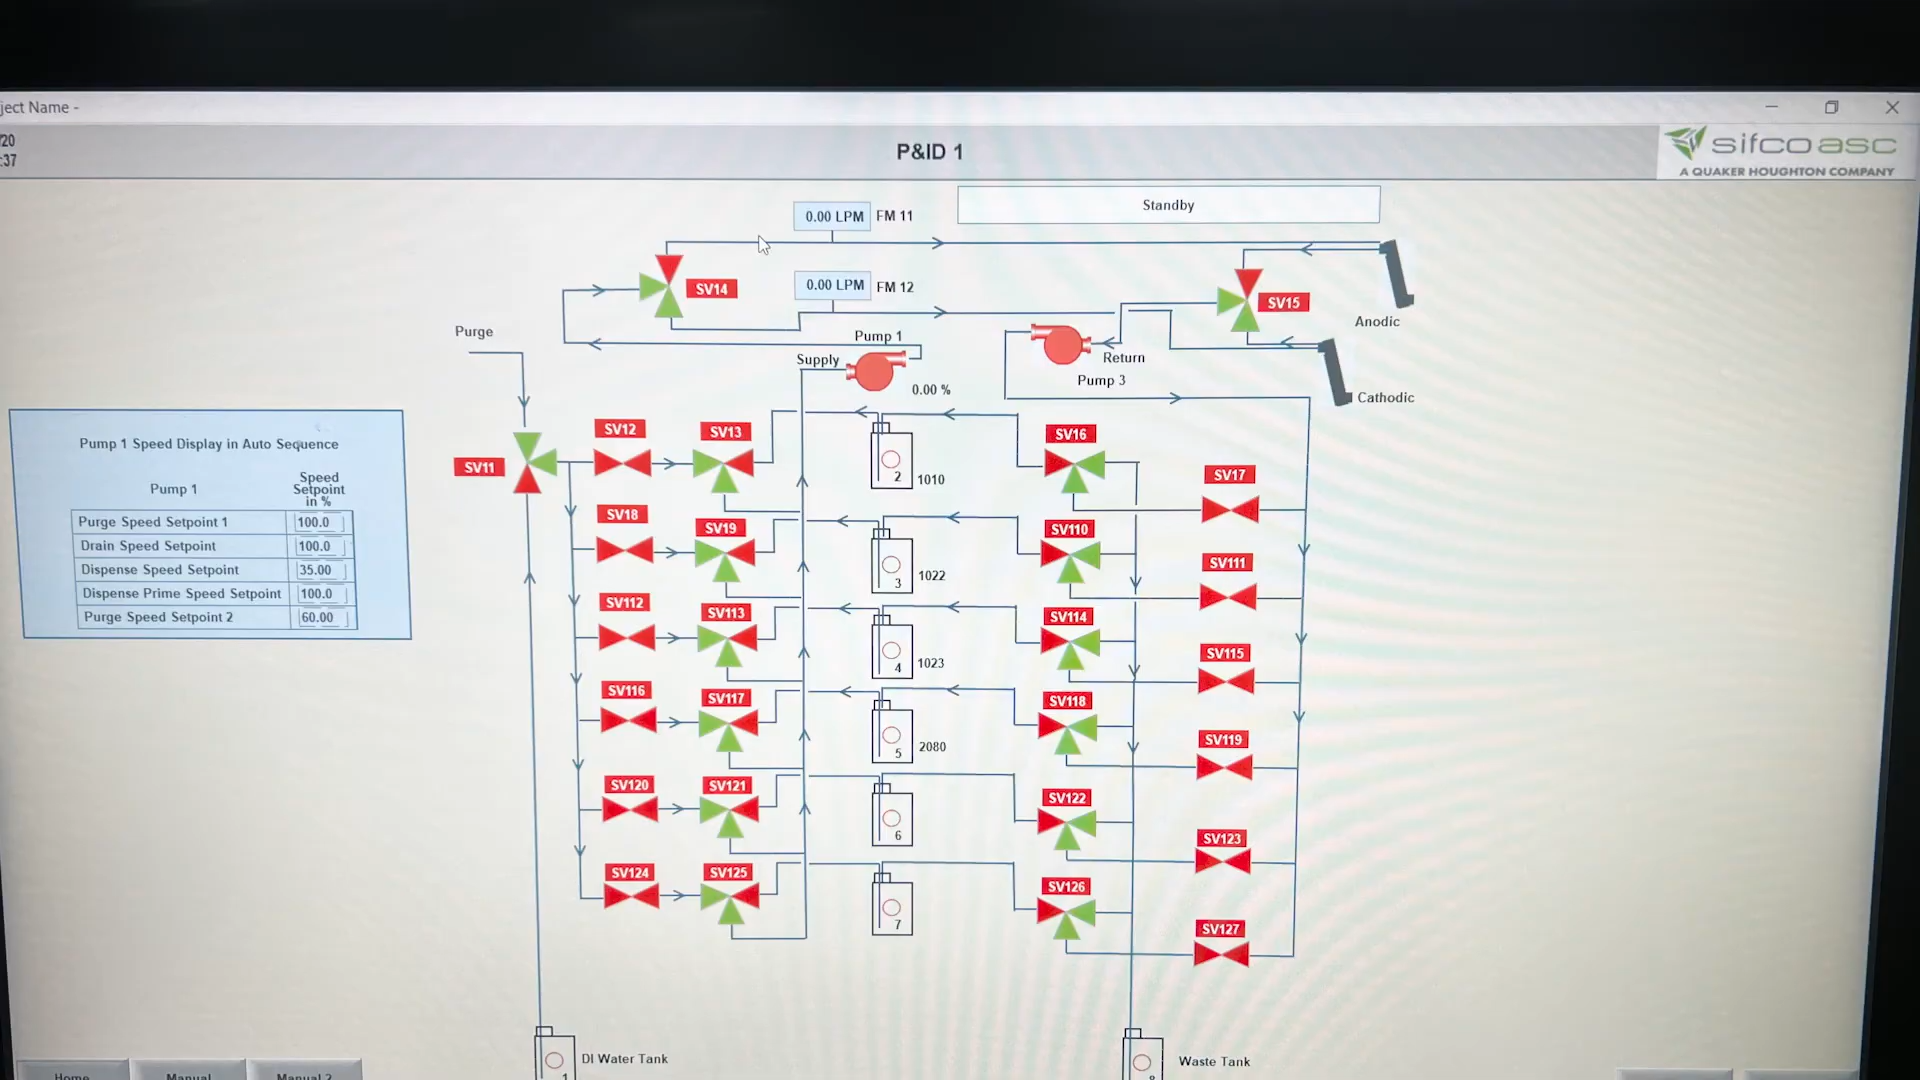 ject Name -
/20
:37
P&ID 1
sifco asc
A QUAKER HOUGHTON COMPANY
Standby
0.00 LPM FM 11
SV14
0.00 LPM FM 12
SV15
Anodic
Purge
Pump 1
Supply
0.00 %
Return
Pump 3
Cathodic
Pump 1 Speed Display in Auto Sequence
Pump 1
Speed
Setpoint
in %
Purge Speed Setpoint 1 100.0
Drain Speed Setpoint 100.0
Dispense Speed Setpoint 35.00
Dispense Prime Speed Setpoint 100.0
Purge Speed Setpoint 2 60.00
SV11
SV12 SV13
2 1010
SV16
SV17
SV18 SV19
3 1022
SV110
SV111
SV112 SV113
4 1023
SV114
SV115
SV116 SV117
5 2080
SV118
SV119
SV120 SV121
6
SV122
SV123
SV124 SV125
7
SV126
SV127
DI Water Tank
1
Waste Tank
8
Home
Manual
Manual 2